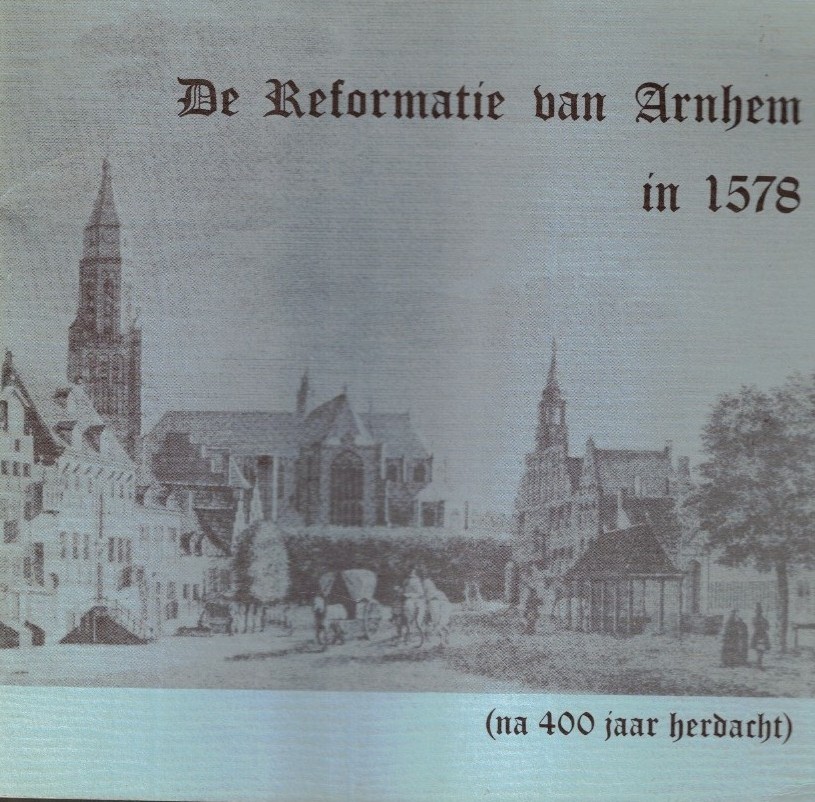 De Reformatie van Arnhem
in 1578
(na 400 jaar herdacht)